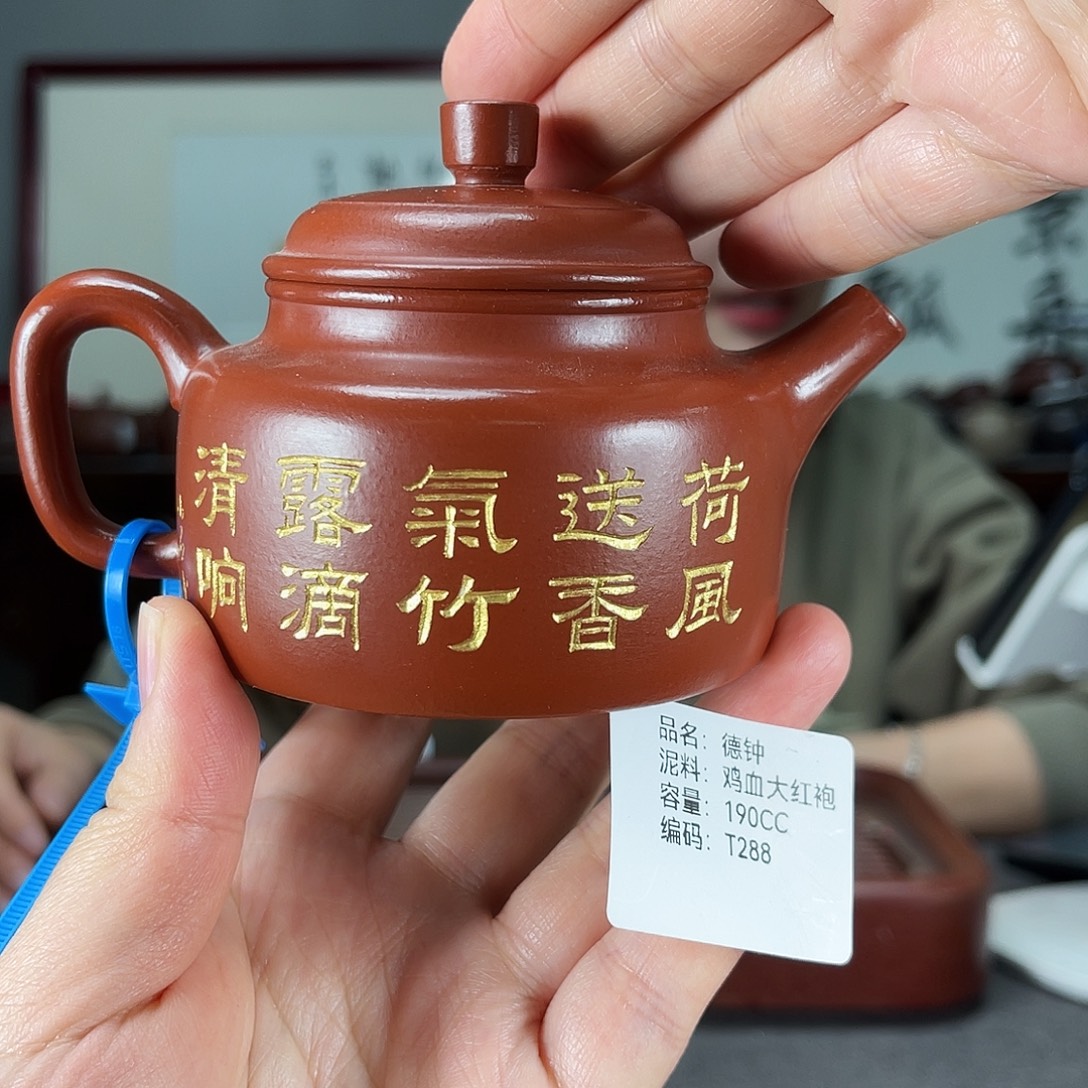 荷風
送香
氣竹
露滴
清响
品名：德钟
泥料：鸡血大红袍
容量：190CC
编码：T288